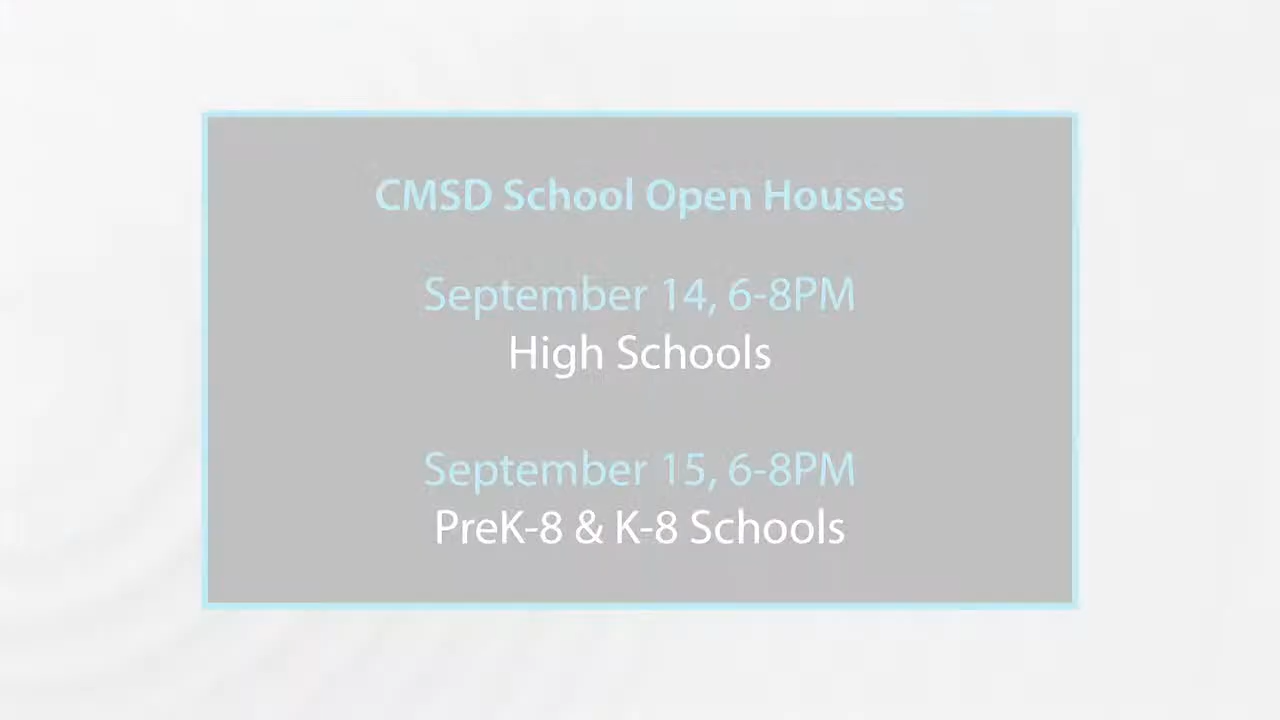 CMSD School Open Houses
September 14, 6-8PM
High Schools
September 15, 6-8PM
PreK-8 & K-8 Schools